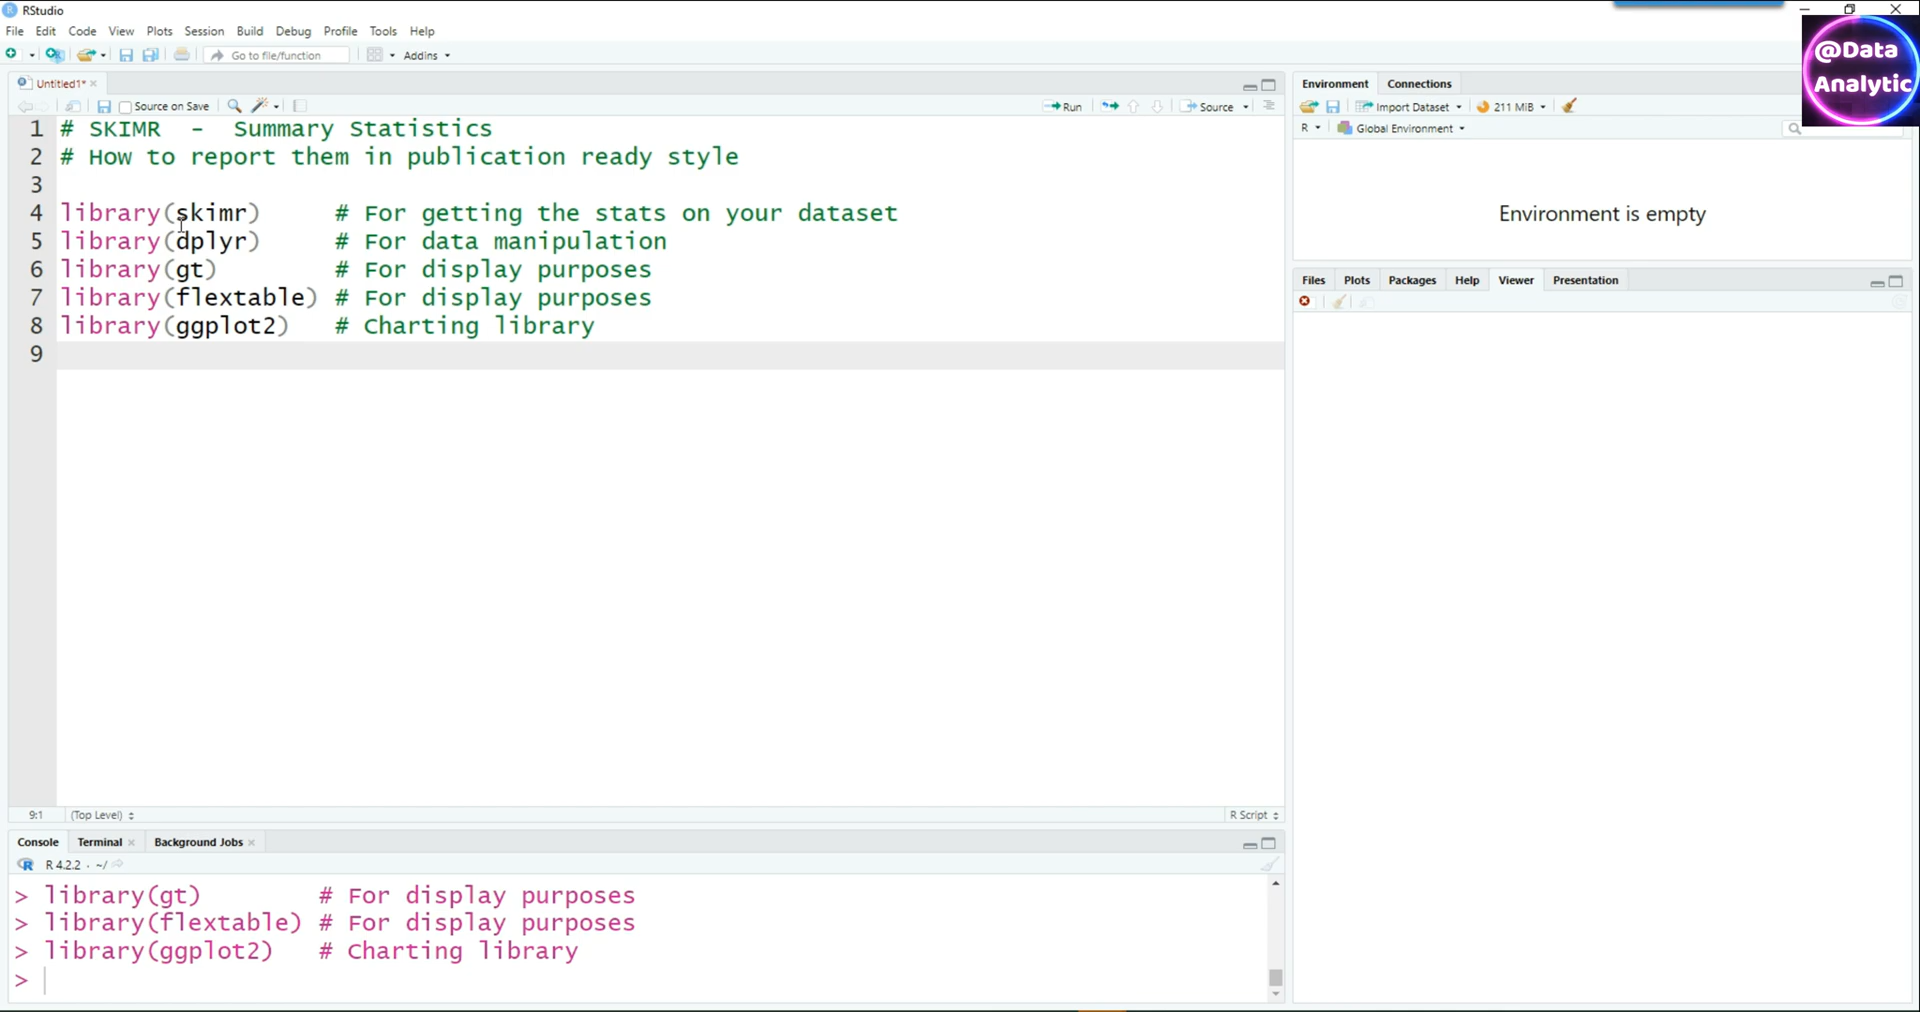 RStudio
File Edit Code View Plots Session Build Debug Profile Tools Help
Go to file/function Addins
Untitled1*
Source on Save Run Source
1 # SKIMR - Summary Statistics
2 # How to report them in publication ready style
3
4 library(skimr) # For getting the stats on your dataset
5 library(dplyr) # For data manipulation
6 library(gt) # For display purposes
7 library(flextable) # For display purposes
8 library(ggplot2) # Charting library
9
9:1 (Top Level) R Script
Console Terminal Background Jobs
R 4.2.2 . ~/
> library(gt) # For display purposes
> library(flextable) # For display purposes
> library(ggplot2) # Charting library
>
Environment Connections
Import Dataset 211 MiB
R Global Environment
Environment is empty
Files Plots Packages Help Viewer Presentation
@Data
Analytic